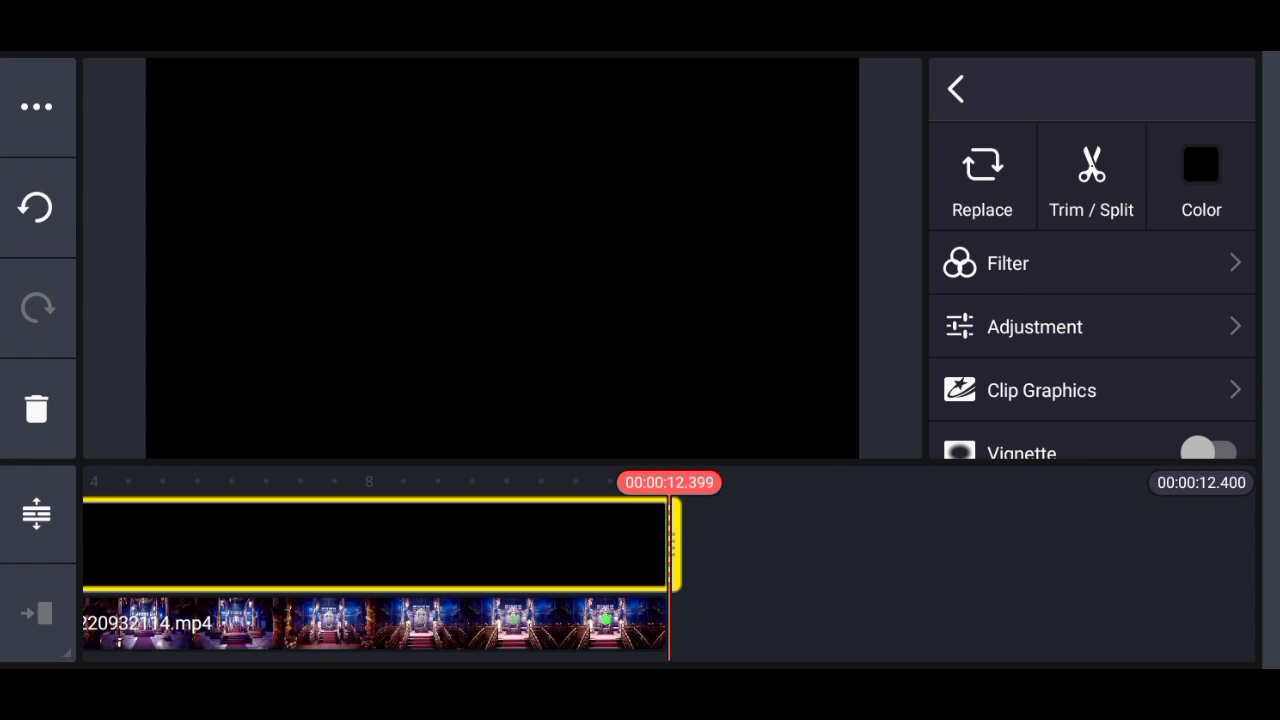 Replace
Trim / Split
Color
Filter
Adjustment
Clip Graphics
Vignette
4
8
00:00:12.399
00:00:12.400
220932114.mp4